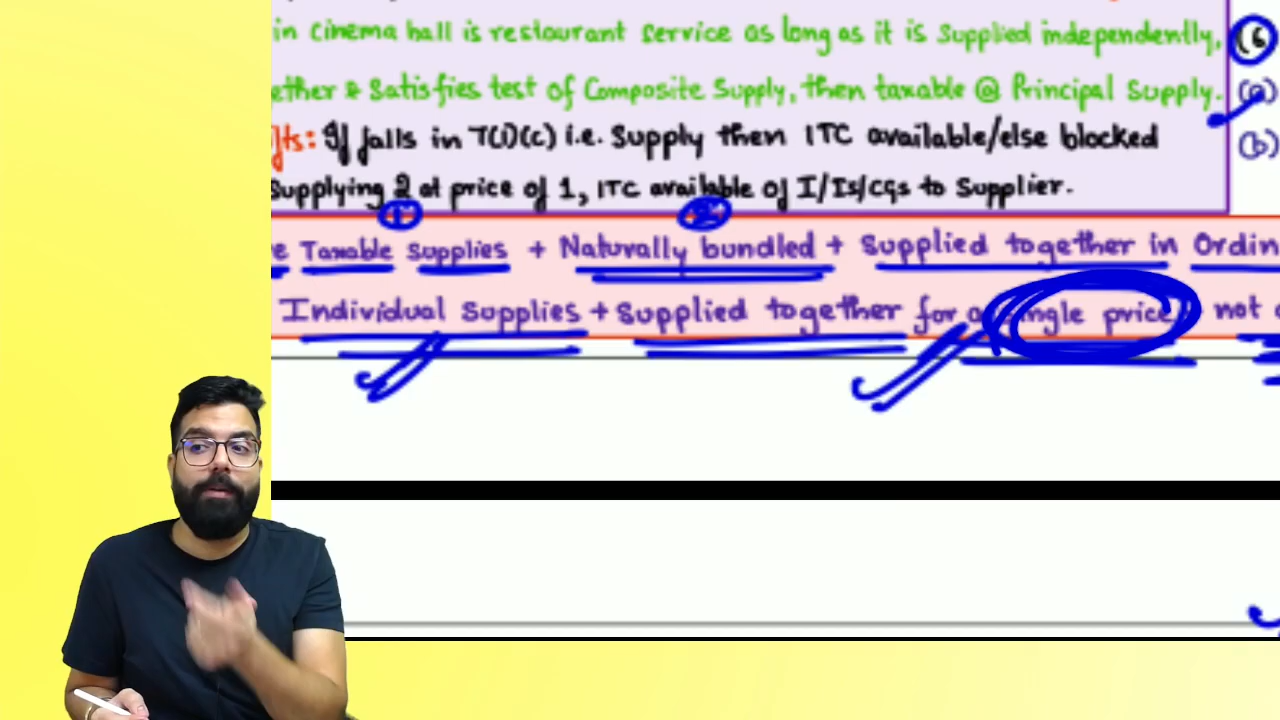 in Cinema hall is restaurant service as long as it is supplied independently,
ether & Satisfies test of Composite Supply, then taxable @ Principal Supply.
fts: If falls in 7(1)(c) i.e. Supply then ITC available/else blocked
Supplying 2 at price of 1, ITC available of I/Is/CGs to Supplier.
e Taxable Supplies + Naturally bundled + Supplied together in Ordin
Individual Supplies + Supplied together for a single price, not
(a)
(b)